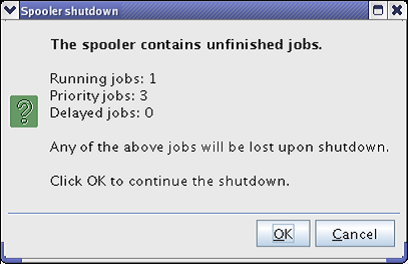 Spooler shutdown
The spooler contains unfinished jobs.
Running jobs: 1
Priority jobs: 3
Delayed jobs: 0
Any of the above jobs will be lost upon shutdown.
Click OK to continue the shutdown.
OK
Cancel